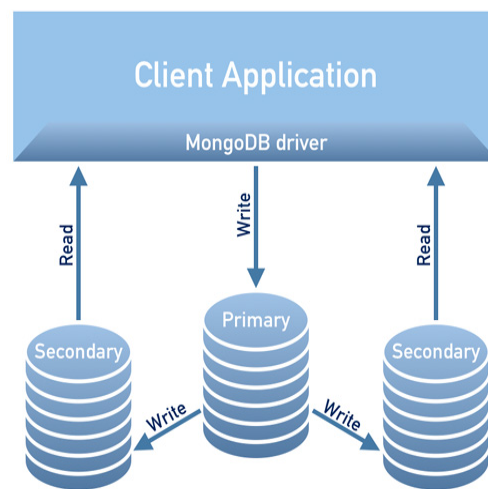 Client Application
MongoDB driver
Read
Write
Read
Primary
Secondary
Secondary
Write
Write